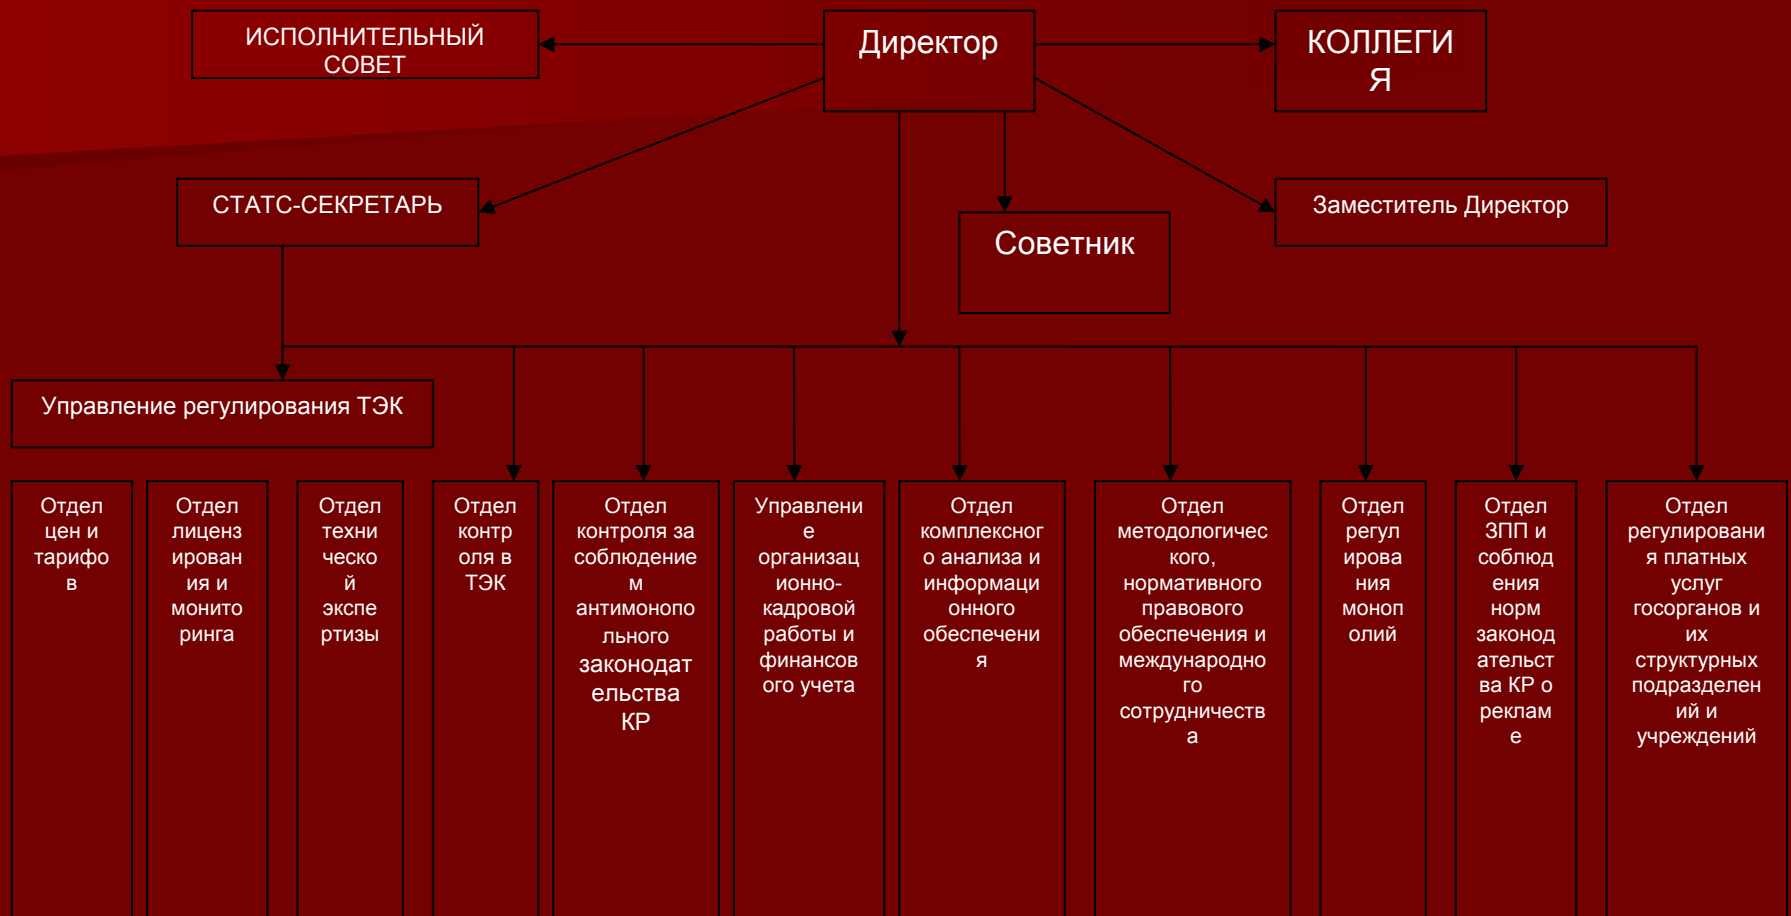 ИСПОЛНИТЕЛЬНЫЙ
СОВЕТ
Директор
КОЛЛЕГИ
Я
СТАТС-СЕКРЕТАРЬ
Советник
Заместитель Директор
Управление регулирования ТЭК
Отдел
цен и
тарифо
в
Отдел
лиценз
ирован
ия и
монито
ринга
Отдел
техни
ческо
й
экспе
ртизы
Отдел
контр
оля в
ТЭК
Отдел
контроля за
соблюдение
м
антимонопо
льного
законодат
ельства
КР
Управлени
е
организац
ионно-
кадровой
работы и
финансов
ого учета
Отдел
комплексног
о анализа и
информаци
онного
обеспечени
я
Отдел
методологичес
кого,
нормативного
правового
обеспечения и
международно
го
сотрудничеств
а
Отдел
регул
ирова
ния
моноп
олий
Отдел
ЗПП и
соблюд
ения
норм
законод
ательст
ва КР о
реклам
е
Отдел
регулировани
я платных
услуг
госорганов и
их
структурных
подразделен
ий и
учреждений